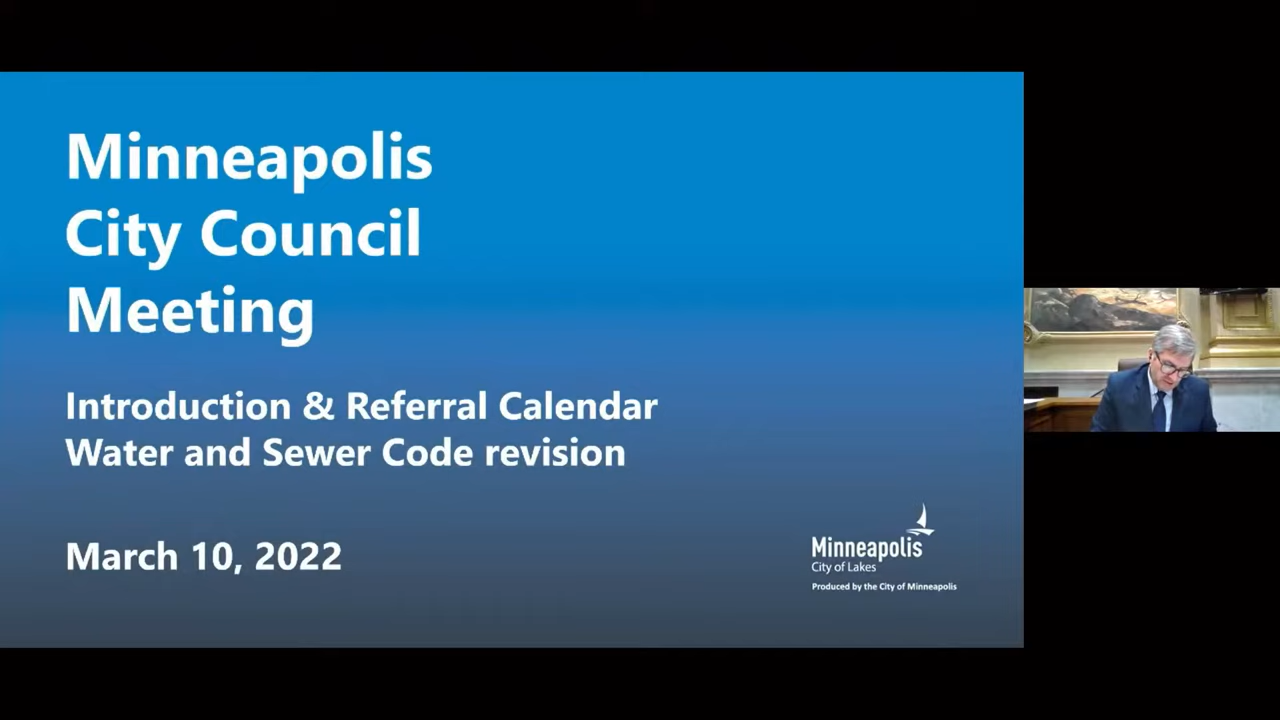 Minneapolis
City Council
Meeting
Introduction & Referral Calendar
Water and Sewer Code revision
March 10, 2022
Minneapolis
City of Lakes
Produced by the City of Minneapolis